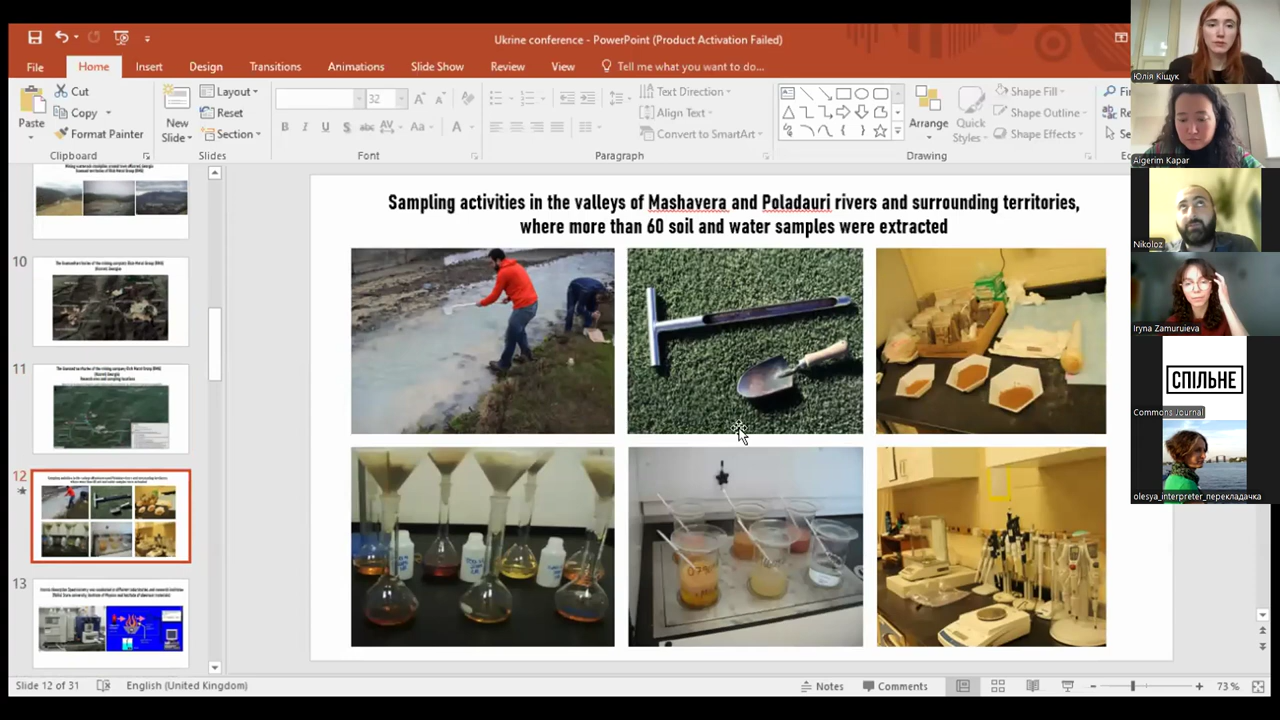 Ukrine conference - PowerPoint (Product Activation Failed)
File Home Insert Design Transitions Animations Slide Show Review View Tell me what you want to do...
Paste
Cut
Copy
Format Painter
Clipboard
New Slide
Layout
Reset
Section
Slides
32
Font
Text Direction
Align Text
Convert to SmartArt
Paragraph
Arrange
Quick Styles
Shape Fill
Shape Outline
Shape Effects
Drawing
10
11
12
13
Sampling activities in the valleys of Mashavera and Poladauri rivers and surrounding territories,
where more than 60 soil and water samples were extracted
Юлія Кіщук
Aigerim Kapar
Nikoloz
Iryna Zamuruieva
СПІЛЬНЕ
Commons Journal
olesya_interpreter_перекладачка
Slide 12 of 31
English (United Kingdom)
Notes
Comments
73%